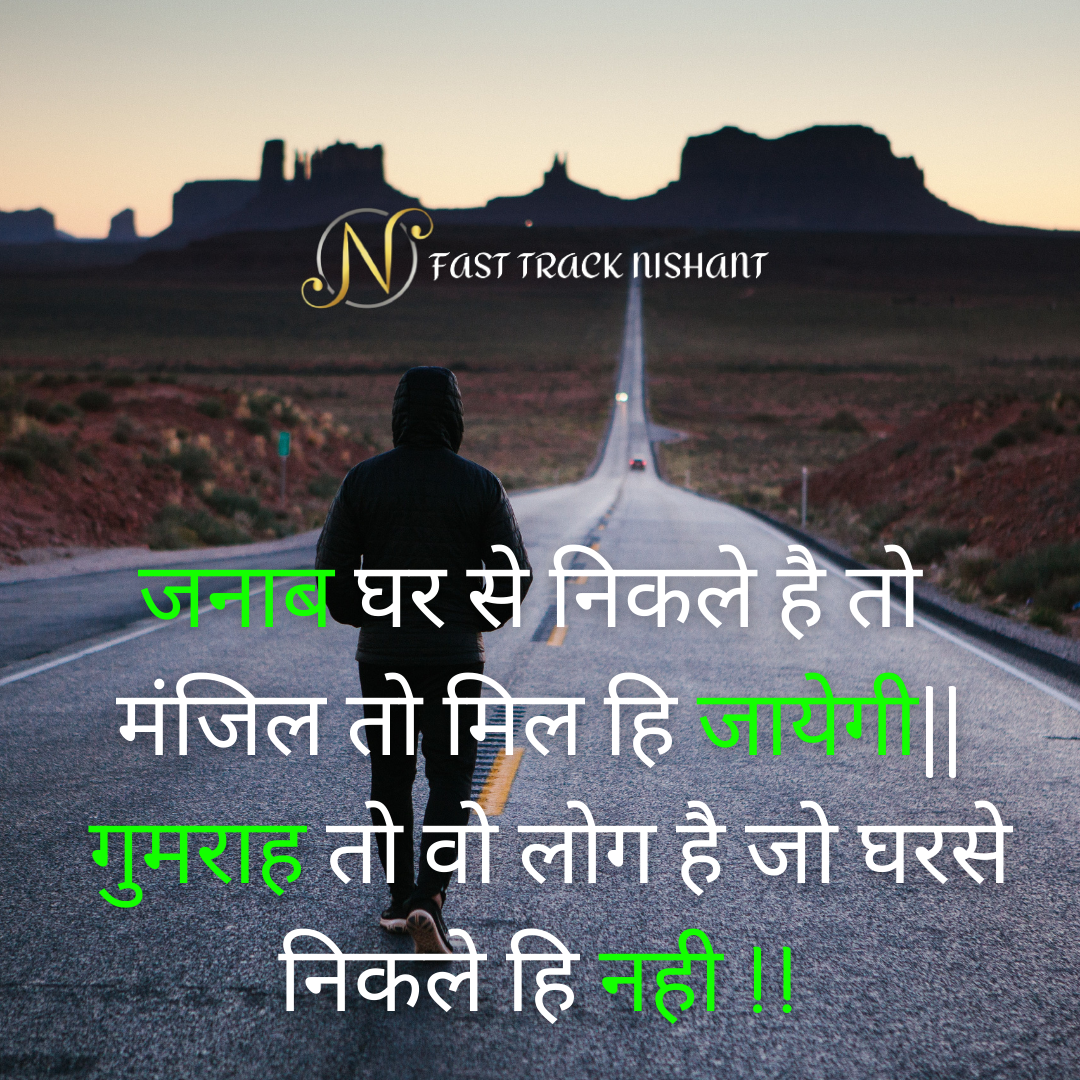 N FAST TRACK NISHANT
जनाब घर से निकले है तो
मंजिल तो मिल हि जायेगी||
गुमराह तो वो लोग है जो घरसे
निकले हि नही !!